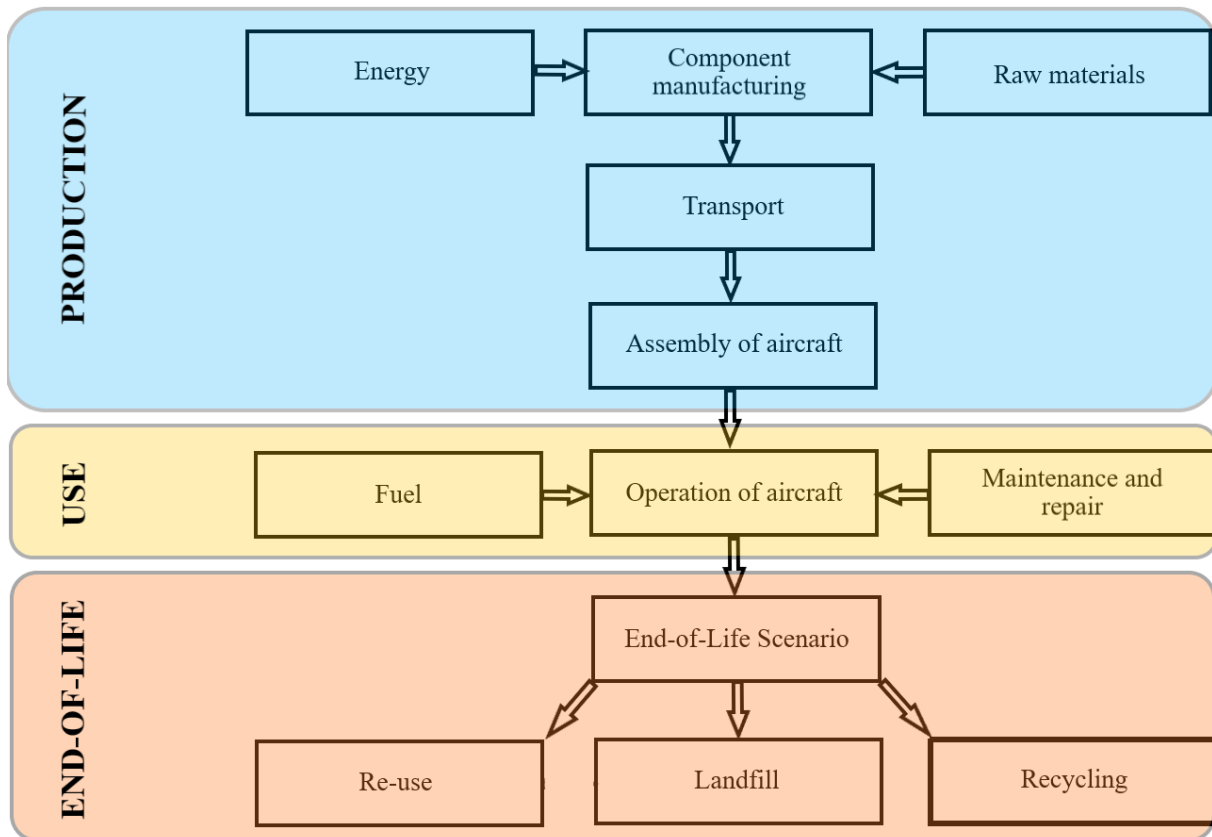 PRODUCTION
Energy
Component
manufacturing
Raw materials
Transport
Assembly of aircraft
USE
Fuel
Operation of aircraft
Maintenance and
repair
END-OF-LIFE
End-of-Life Scenario
Re-use
Landfill
Recycling